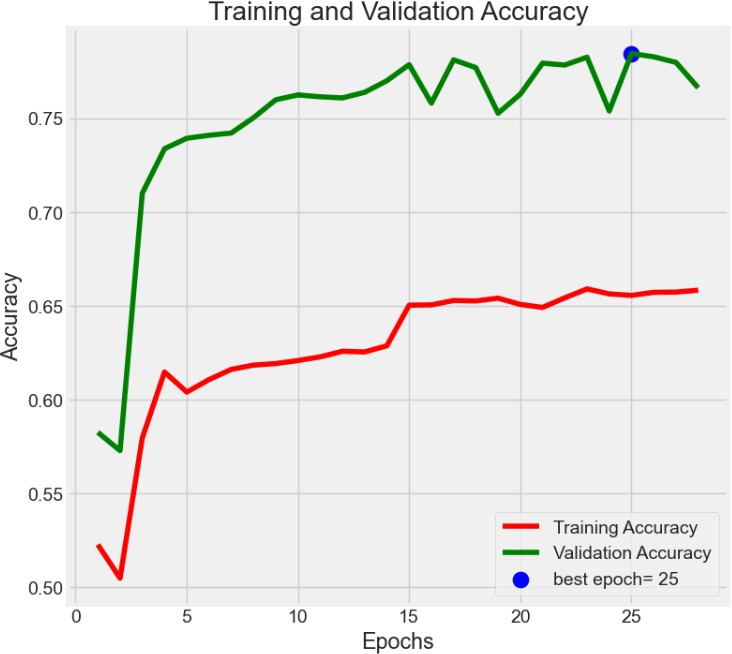 Training and Validation Accuracy
Accuracy
0.75
0.70
0.65
0.60
0.55
0.50
0 5 10 15 20 25
Epochs
Training Accuracy
Validation Accuracy
best epoch= 25